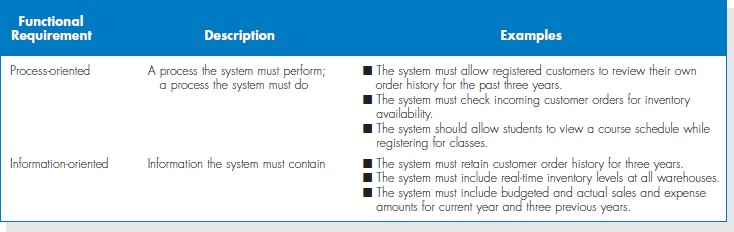 Functional
Requirement Description Examples
Process-oriented A process the system must perform; ■ The system must allow registered customers to review their own
a process the system must do order history for the past three years.
■ The system must check incoming customer orders for inventory
availability.
■ The system should allow students to view a course schedule while
registering for classes.
Information-oriented Information the system must contain ■ The system must retain customer order history for three years.
■ The system must include real-time inventory levels at all warehouses.
■ The system must include budgeted and actual sales and expense
amounts for current year and three previous years.